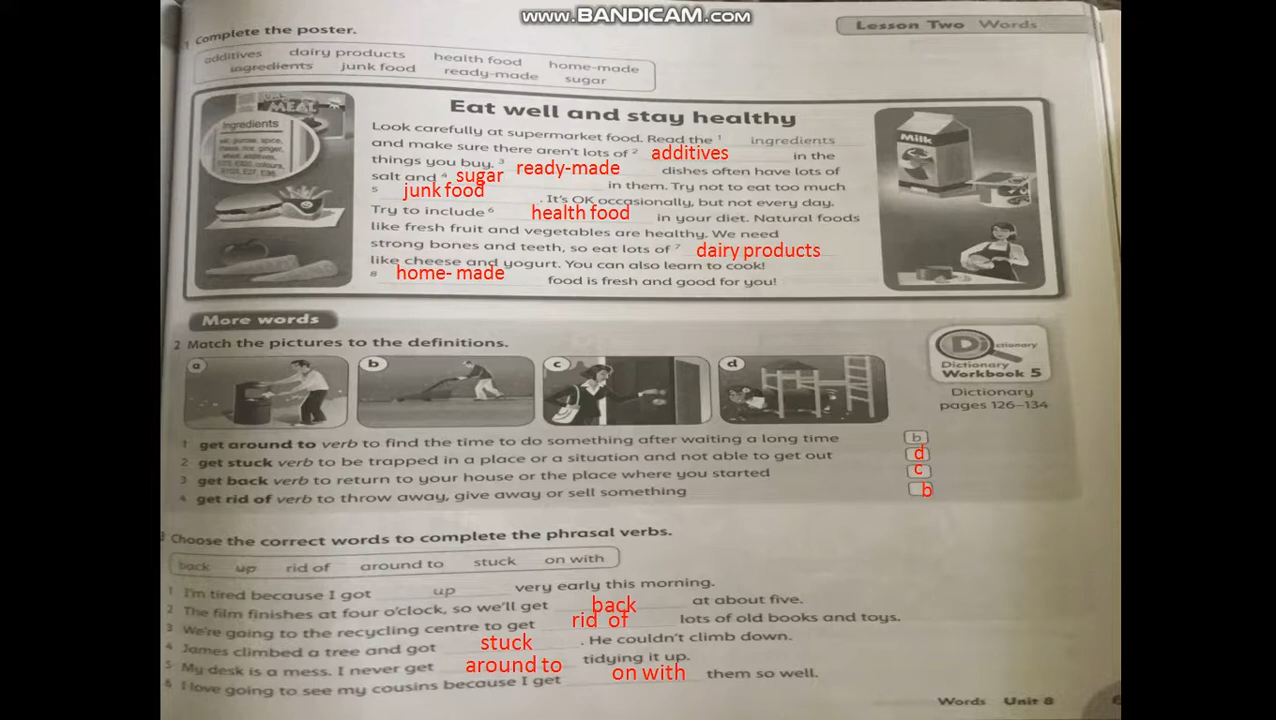 www.BANDICAM.com
Lesson Two Words
1 Complete the poster.
additives dairy products health food home-made
ingredients junk food ready-made sugar
MEAL
Ingredients
Eat well and stay healthy
Look carefully at supermarket food. Read the 1 ingredients
and make sure there aren't lots of 2 additives in the
things you buy. 3 ready-made dishes often have lots of
salt and 4 sugar in them. Try not to eat too much
5 junk food . It's OK occasionally, but not every day.
Try to include 6 health food in your diet. Natural foods
like fresh fruit and vegetables are healthy. We need
strong bones and teeth, so eat lots of 7 dairy products
like cheese and yogurt. You can also learn to cook!
8 home- made food is fresh and good for you!
Milk
More words
2 Match the pictures to the definitions.
a b c d
Dictionary
Dictionary
Workbook 5
Dictionary
pages 126–134
1 get around to verb to find the time to do something after waiting a long time b
2 get stuck verb to be trapped in a place or a situation and not able to get out d
3 get back verb to return to your house or the place where you started c
4 get rid of verb to throw away, give away or sell something b
3 Choose the correct words to complete the phrasal verbs.
back up rid of around to stuck on with
1 I'm tired because I got up very early this morning.
2 The film finishes at four o'clock, so we'll get back at about five.
3 We're going to the recycling centre to get rid of lots of old books and toys.
4 James climbed a tree and got stuck . He couldn't climb down.
5 My desk is a mess. I never get around to tidying it up.
6 I love going to see my cousins because I get on with them so well.
Words Unit 8